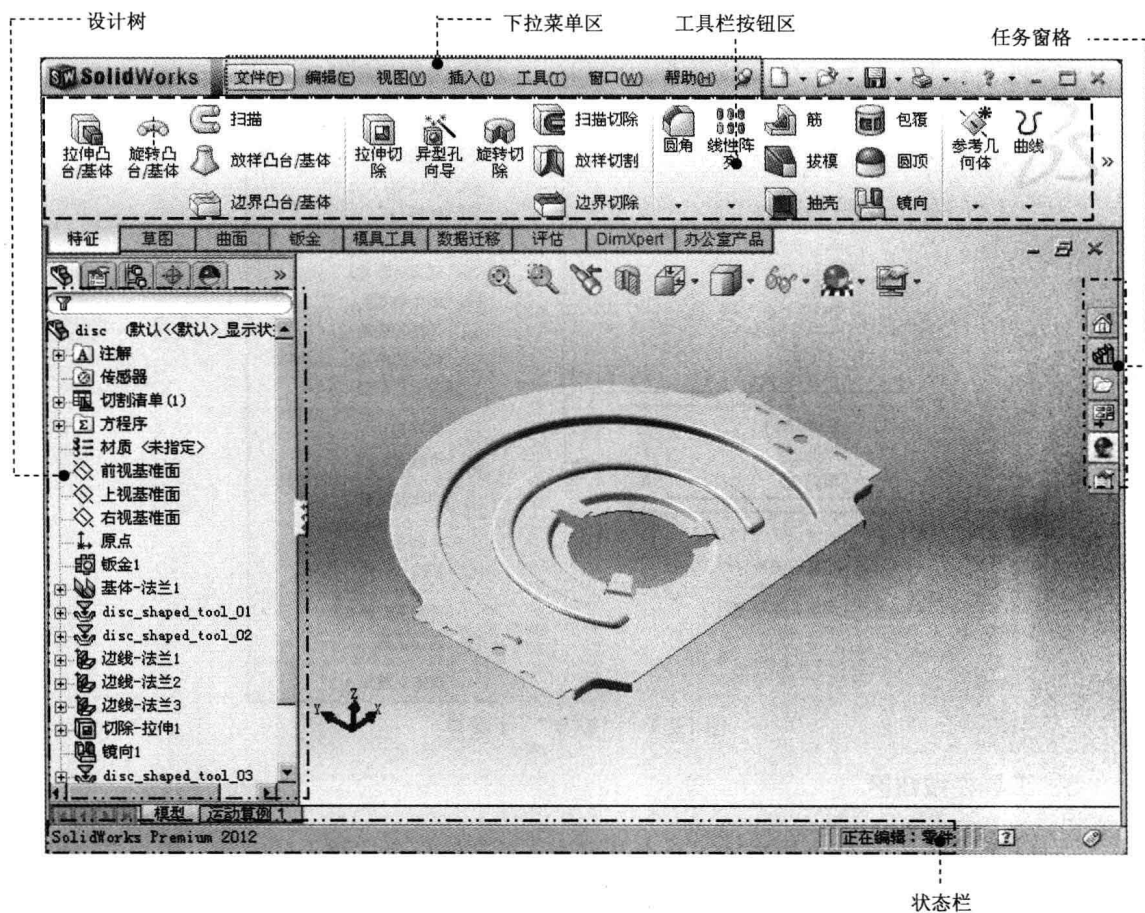 设计树
下拉菜单区
工具栏按钮区
任务窗格
SolidWorks 文件(F) 编辑(E) 视图(V) 插入(I) 工具(T) 窗口(W) 帮助(H)
拉伸凸台/基体
旋转凸台/基体
扫描
放样凸台/基体
边界凸台/基体
拉伸切除
异型孔向导
旋转切除
扫描切除
放样切割
边界切除
圆角
线性阵
筋
拔模
抽壳
包覆
圆顶
镜向
参考几何体
曲线
特征 草图 曲面 钣金 模具工具 数据迁移 评估 DimXpert 办公室产品
disc (默认<<默认>_显示状
注解
传感器
切割清单(1)
方程序
材质 <未指定>
前视基准面
上视基准面
右视基准面
原点
钣金1
基体-法兰1
disc_shaped_tool_01
disc_shaped_tool_02
边线-法兰1
边线-法兰2
边线-法兰3
切除-拉伸1
镜向1
disc_shaped_tool_03
Z
Y
X
模型 运动算例 1
SolidWorks Premium 2012
正在编辑：零件
状态栏